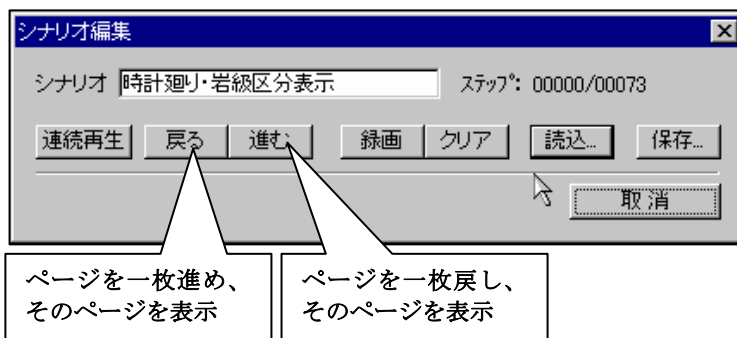 シナリオ編集
シナリオ 時計廻り・岩級区分表示 ステップ: 00000/00073
連続再生 戻る 進む 録画 クリア 読込... 保存...
取消
ページを一枚進め、
そのページを表示
ページを一枚戻し、
そのページを表示